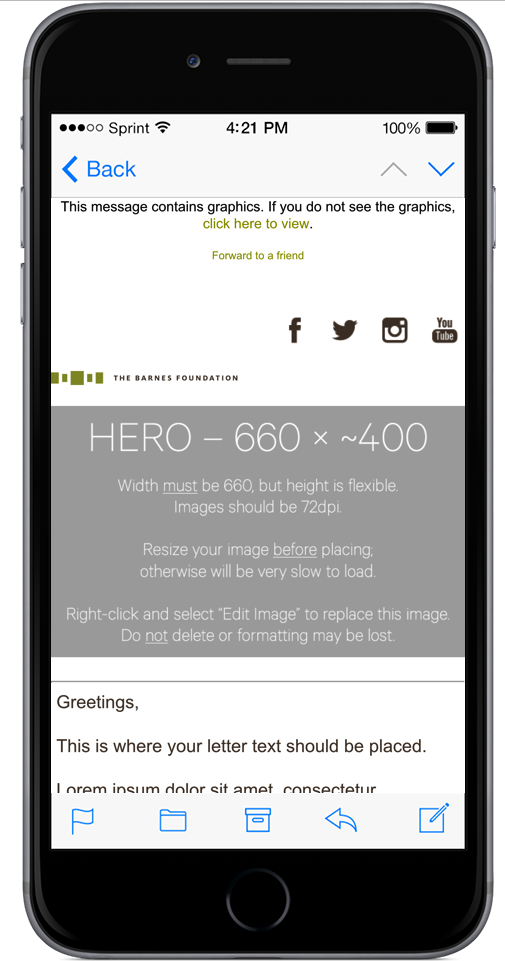 Sprint 4:21 PM 100%
Back
This message contains graphics. If you do not see the graphics,
click here to view.
Forward to a friend
You
Tube
THE BARNES FOUNDATION
HERO – 660 × ~400
Width must be 660, but height is flexible.
Images should be 72dpi.
Resize your image before placing;
otherwise will be very slow to load.
Right-click and select “Edit Image” to replace this image.
Do not delete or formatting may be lost.
Greetings,
This is where your letter text should be placed.
Lorem ipsum dolor sit amet, consectetur